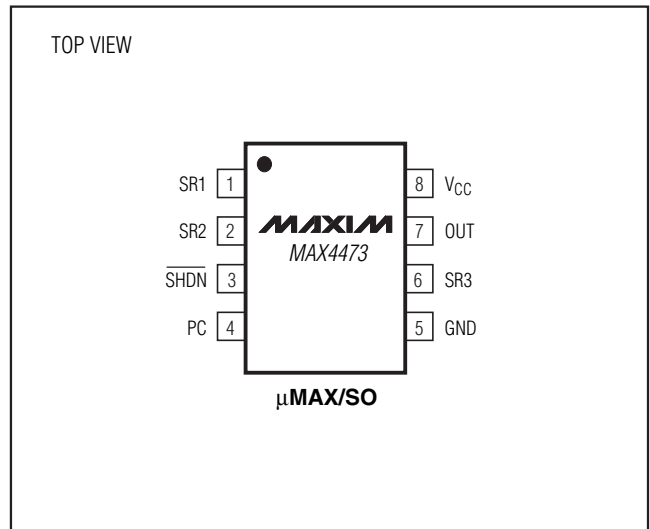 TOP VIEW
SR1 1 8 VCC
SR2 2 MAXIM 7 OUT
MAX4473
SHDN 3 6 SR3
PC 4 5 GND
μMAX/SO